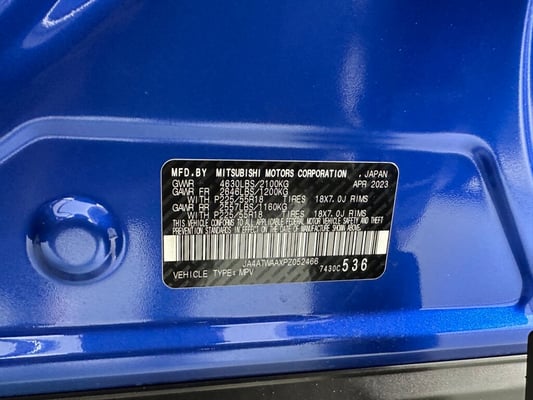 MFD.BY MITSUBISHI MOTORS CORPORATION ,JAPAN
GVWR 4630LBS/2100KG APR 2023
GAWR FR 2646LBS/1200KG
WITH P225/55R18 TIRES 18X7.0J RIMS
GAWR RR 2557LBS/1160KG
WITH P225/55R18 TIRES 18X7.0J RIMS
THIS VEHICLE CONFORMS TO ALL APPLICABLE
FEDERAL MOTOR VEHICLE SAFETY, BUMPER, AND THEFT
PREVENTION STANDARDS IN EFFECT ON THE DATE OF
MANUFACTURE SHOWN ABOVE.
JA4ATWAAXPZ052466
VEHICLE TYPE: MPV 7430C 536